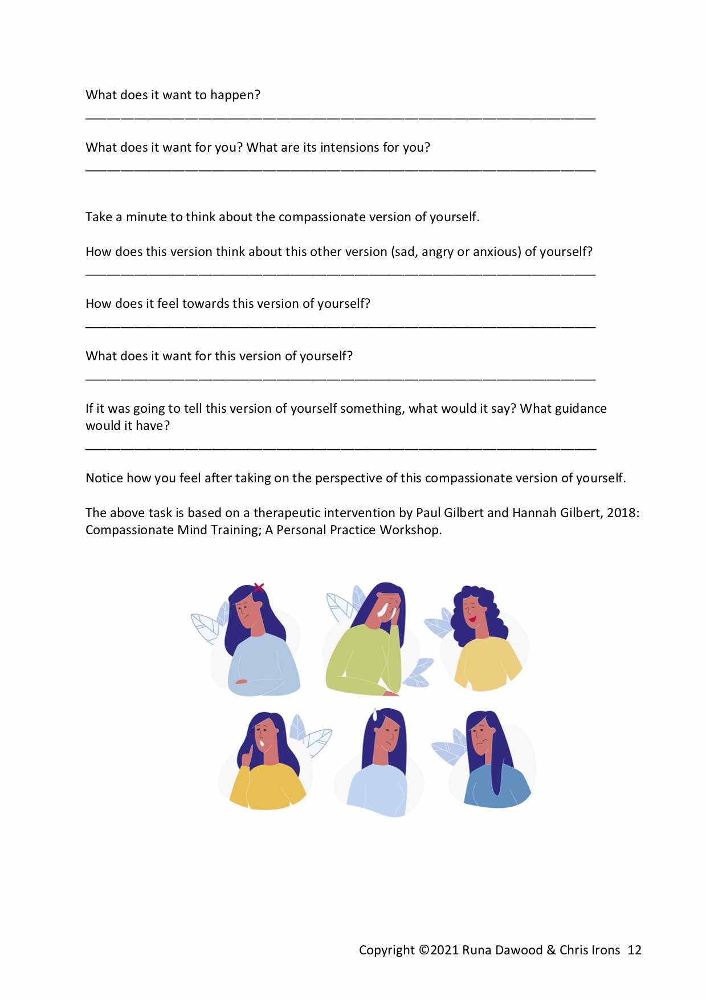 What does it want to happen?
______________________________________________________________________
What does it want for you? What are its intensions for you?
______________________________________________________________________
Take a minute to think about the compassionate version of yourself.
How does this version think about this other version (sad, angry or anxious) of yourself?
______________________________________________________________________
How does it feel towards this version of yourself?
______________________________________________________________________
What does it want for this version of yourself?
______________________________________________________________________
If it was going to tell this version of yourself something, what would it say? What guidance
would it have?
______________________________________________________________________
Notice how you feel after taking on the perspective of this compassionate version of yourself.
The above task is based on a therapeutic intervention by Paul Gilbert and Hannah Gilbert, 2018:
Compassionate Mind Training; A Personal Practice Workshop.
Copyright ©2021 Runa Dawood & Chris Irons 12